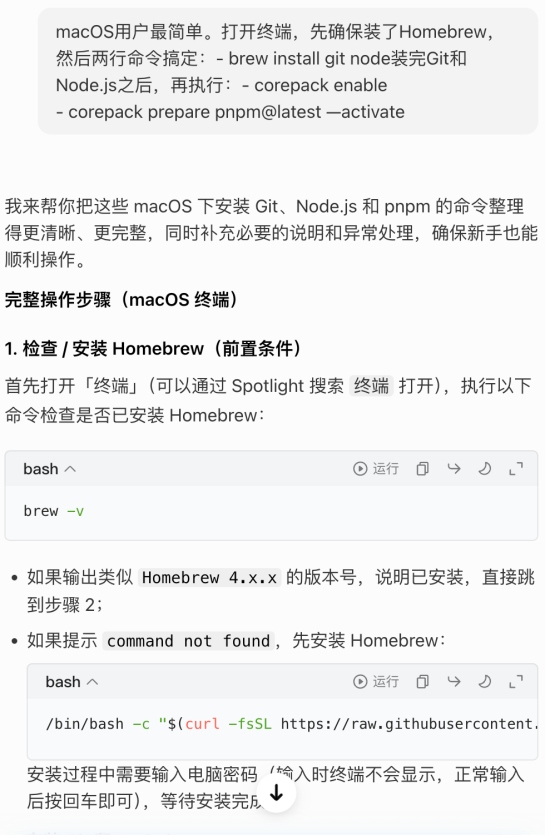 macOS用户最简单。打开终端，先确保装了Homebrew，
然后两行命令搞定：- brew install git node装完Git和
Node.js之后，再执行：- corepack enable
- corepack prepare pnpm@latest —activate
我来帮你把这些 macOS 下安装 Git、Node.js 和 pnpm 的命令整理
得更清晰、更完整，同时补充必要的说明和异常处理，确保新手也能
顺利操作。
完整操作步骤（macOS 终端）
1. 检查 / 安装 Homebrew（前置条件）
首先打开「终端」（可以通过 Spotlight 搜索 终端 打开），执行以下
命令检查是否已安装 Homebrew：
bash 运行
brew -v
• 如果输出类似 Homebrew 4.x.x 的版本号，说明已安装，直接跳
到步骤 2；
• 如果提示 command not found，先安装 Homebrew：
bash 运行
/bin/bash -c "$(curl -fsSL https://raw.githubusercontent.
安装过程中需要输入电脑密码（输入时终端不会显示，正常输入
后按回车即可），等待安装完成